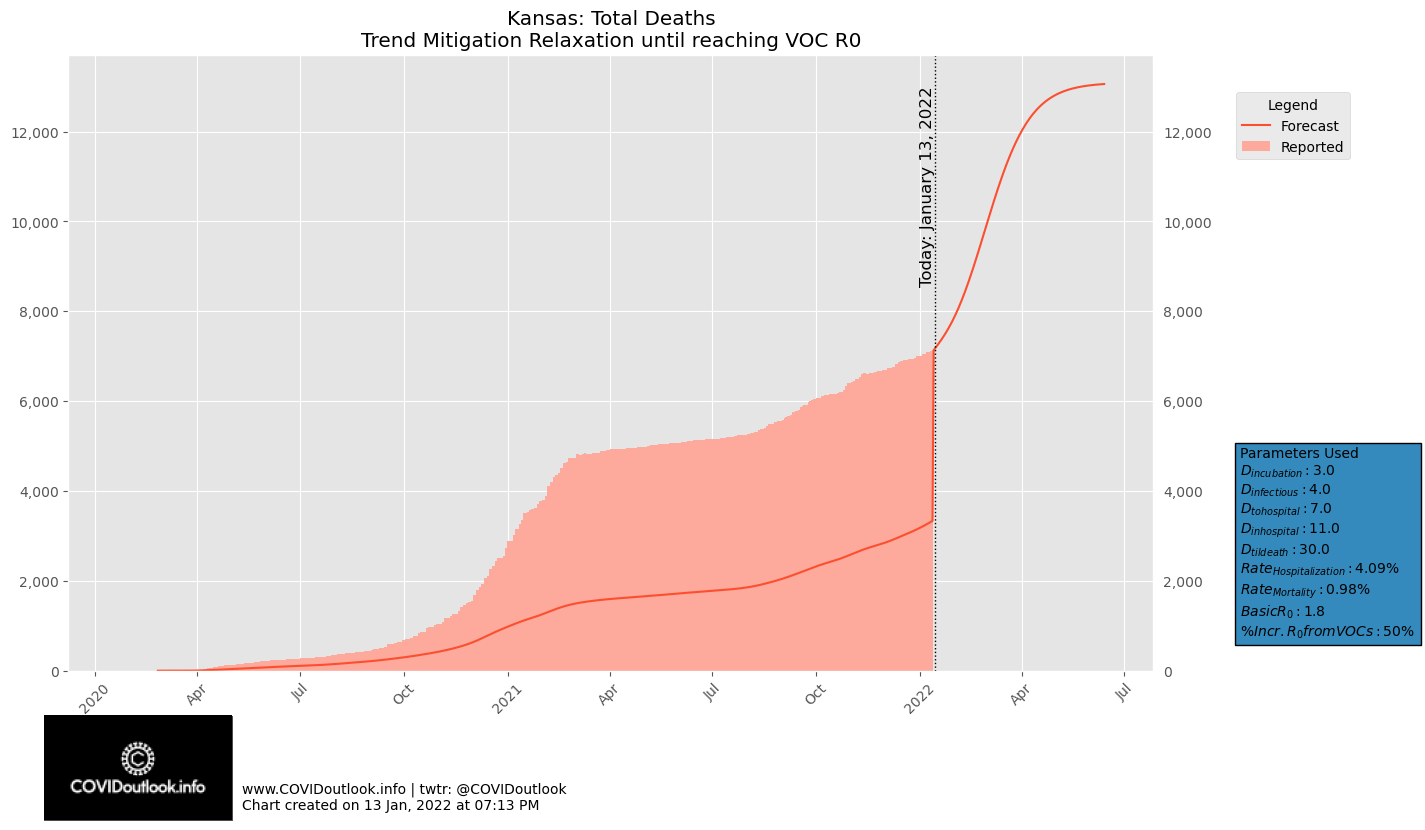 Kansas: Total Deaths
Trend Mitigation Relaxation until reaching VOC R0
12,000
10,000
8,000
6,000
4,000
2,000
0
Today: January 13, 2022
12,000
10,000
8,000
6,000
4,000
2,000
0
Legend
Forecast
Reported
Parameters Used
D_incubation : 3.0
D_infectious : 4.0
D_tohospital : 7.0
D_inhospital : 11.0
D_tildeath : 30.0
Rate_Hospitalization : 4.09%
Rate_Mortality : 0.98%
BasicR_0 : 1.8
%Incr.R_0fromVOCs : 50%
2020
Apr
Jul
Oct
2021
Apr
Jul
Oct
2022
Apr
Jul
COVIDoutlook.info
www.COVIDoutlook.info | twtr: @COVIDoutlook
Chart created on 13 Jan, 2022 at 07:13 PM